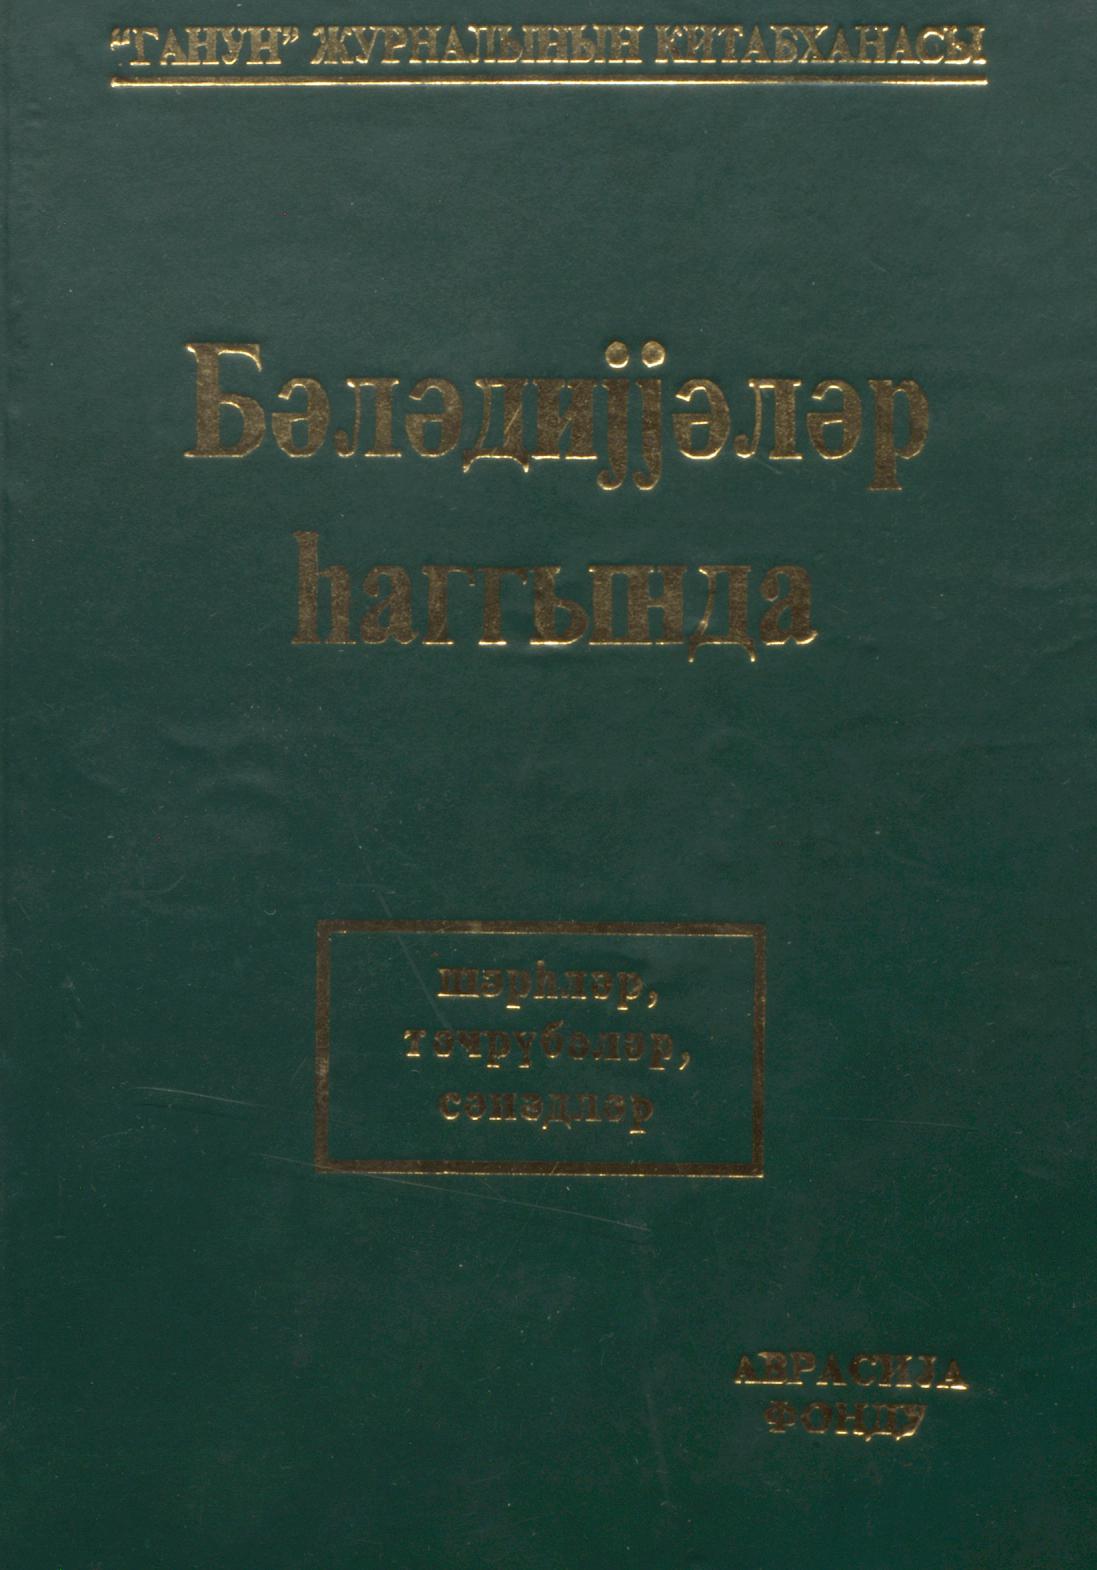 "ГАНУН" ЖУРНАЛЫНЫН КИТАБХАНАСЫ
Бәләдијјәләр
һаггында
шәрһләр,
тәчрүбәләр,
сәнәдләр
АВРАСИЈА
ФОНДУ